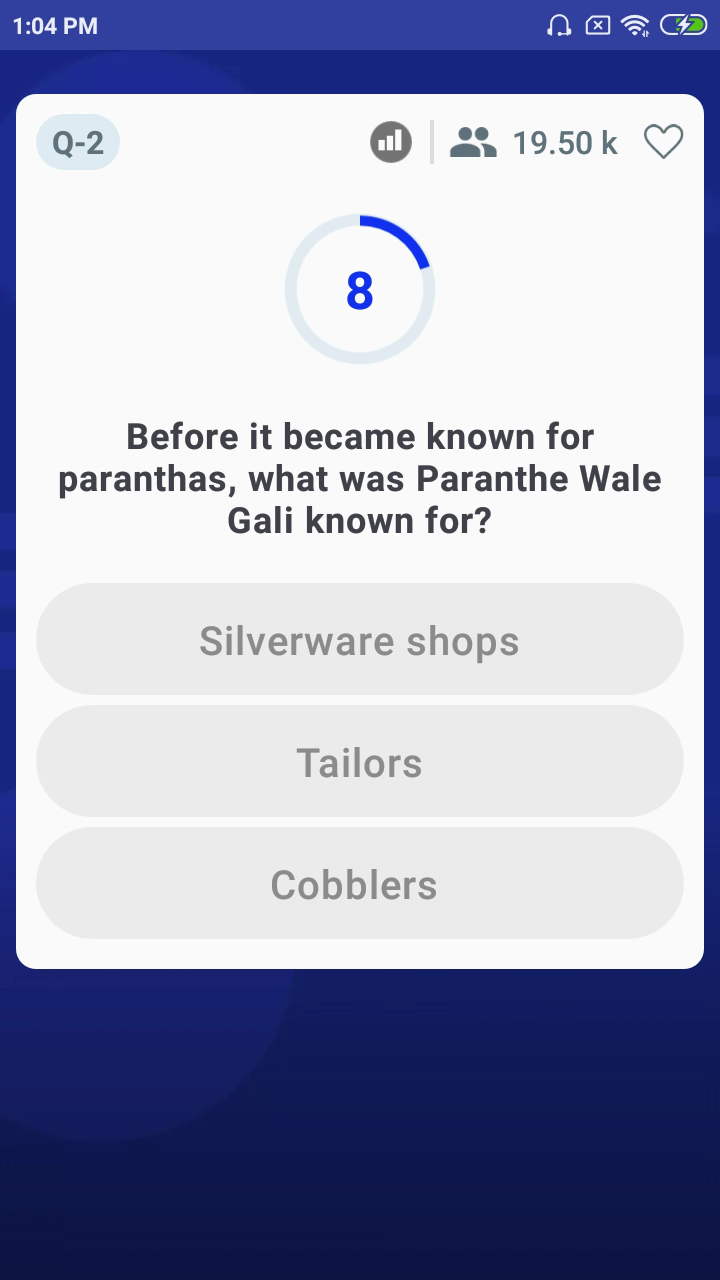 1:04 PM
Q-2
19.50 k
8
Before it became known for
paranthas, what was Paranthe Wale
Gali known for?
Silverware shops
Tailors
Cobblers